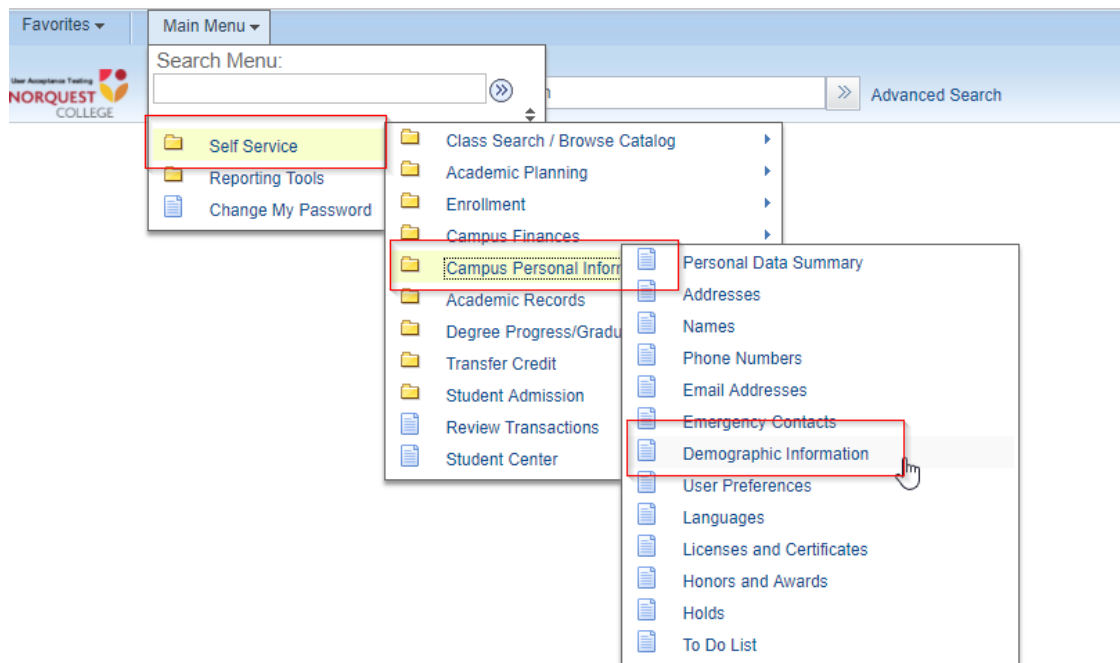 Favorites
Main Menu
Search Menu:
User Acceptance Testing
NORQUEST
COLLEGE
Advanced Search
Self Service
Reporting Tools
Change My Password
Class Search / Browse Catalog
Academic Planning
Enrollment
Campus Finances
Campus Personal Inform
Academic Records
Degree Progress/Gradu
Transfer Credit
Student Admission
Review Transactions
Student Center
Personal Data Summary
Addresses
Names
Phone Numbers
Email Addresses
Emergency Contacts
Demographic Information
User Preferences
Languages
Licenses and Certificates
Honors and Awards
Holds
To Do List